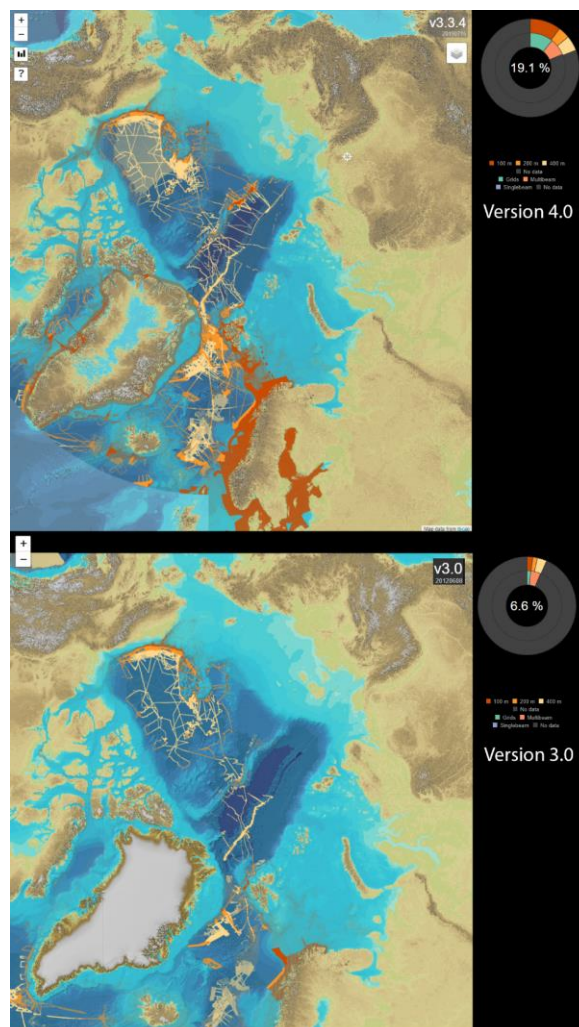 +
−
?
v3.3.4
19.1 %
100 m 200 m 400 m
No data
Grids Multibeam
Singlebeam No data
Version 4.0
+
−
v3.0
20120608
6.6 %
100 m 200 m 400 m
No data
Grids Multibeam
Singlebeam No data
Version 3.0